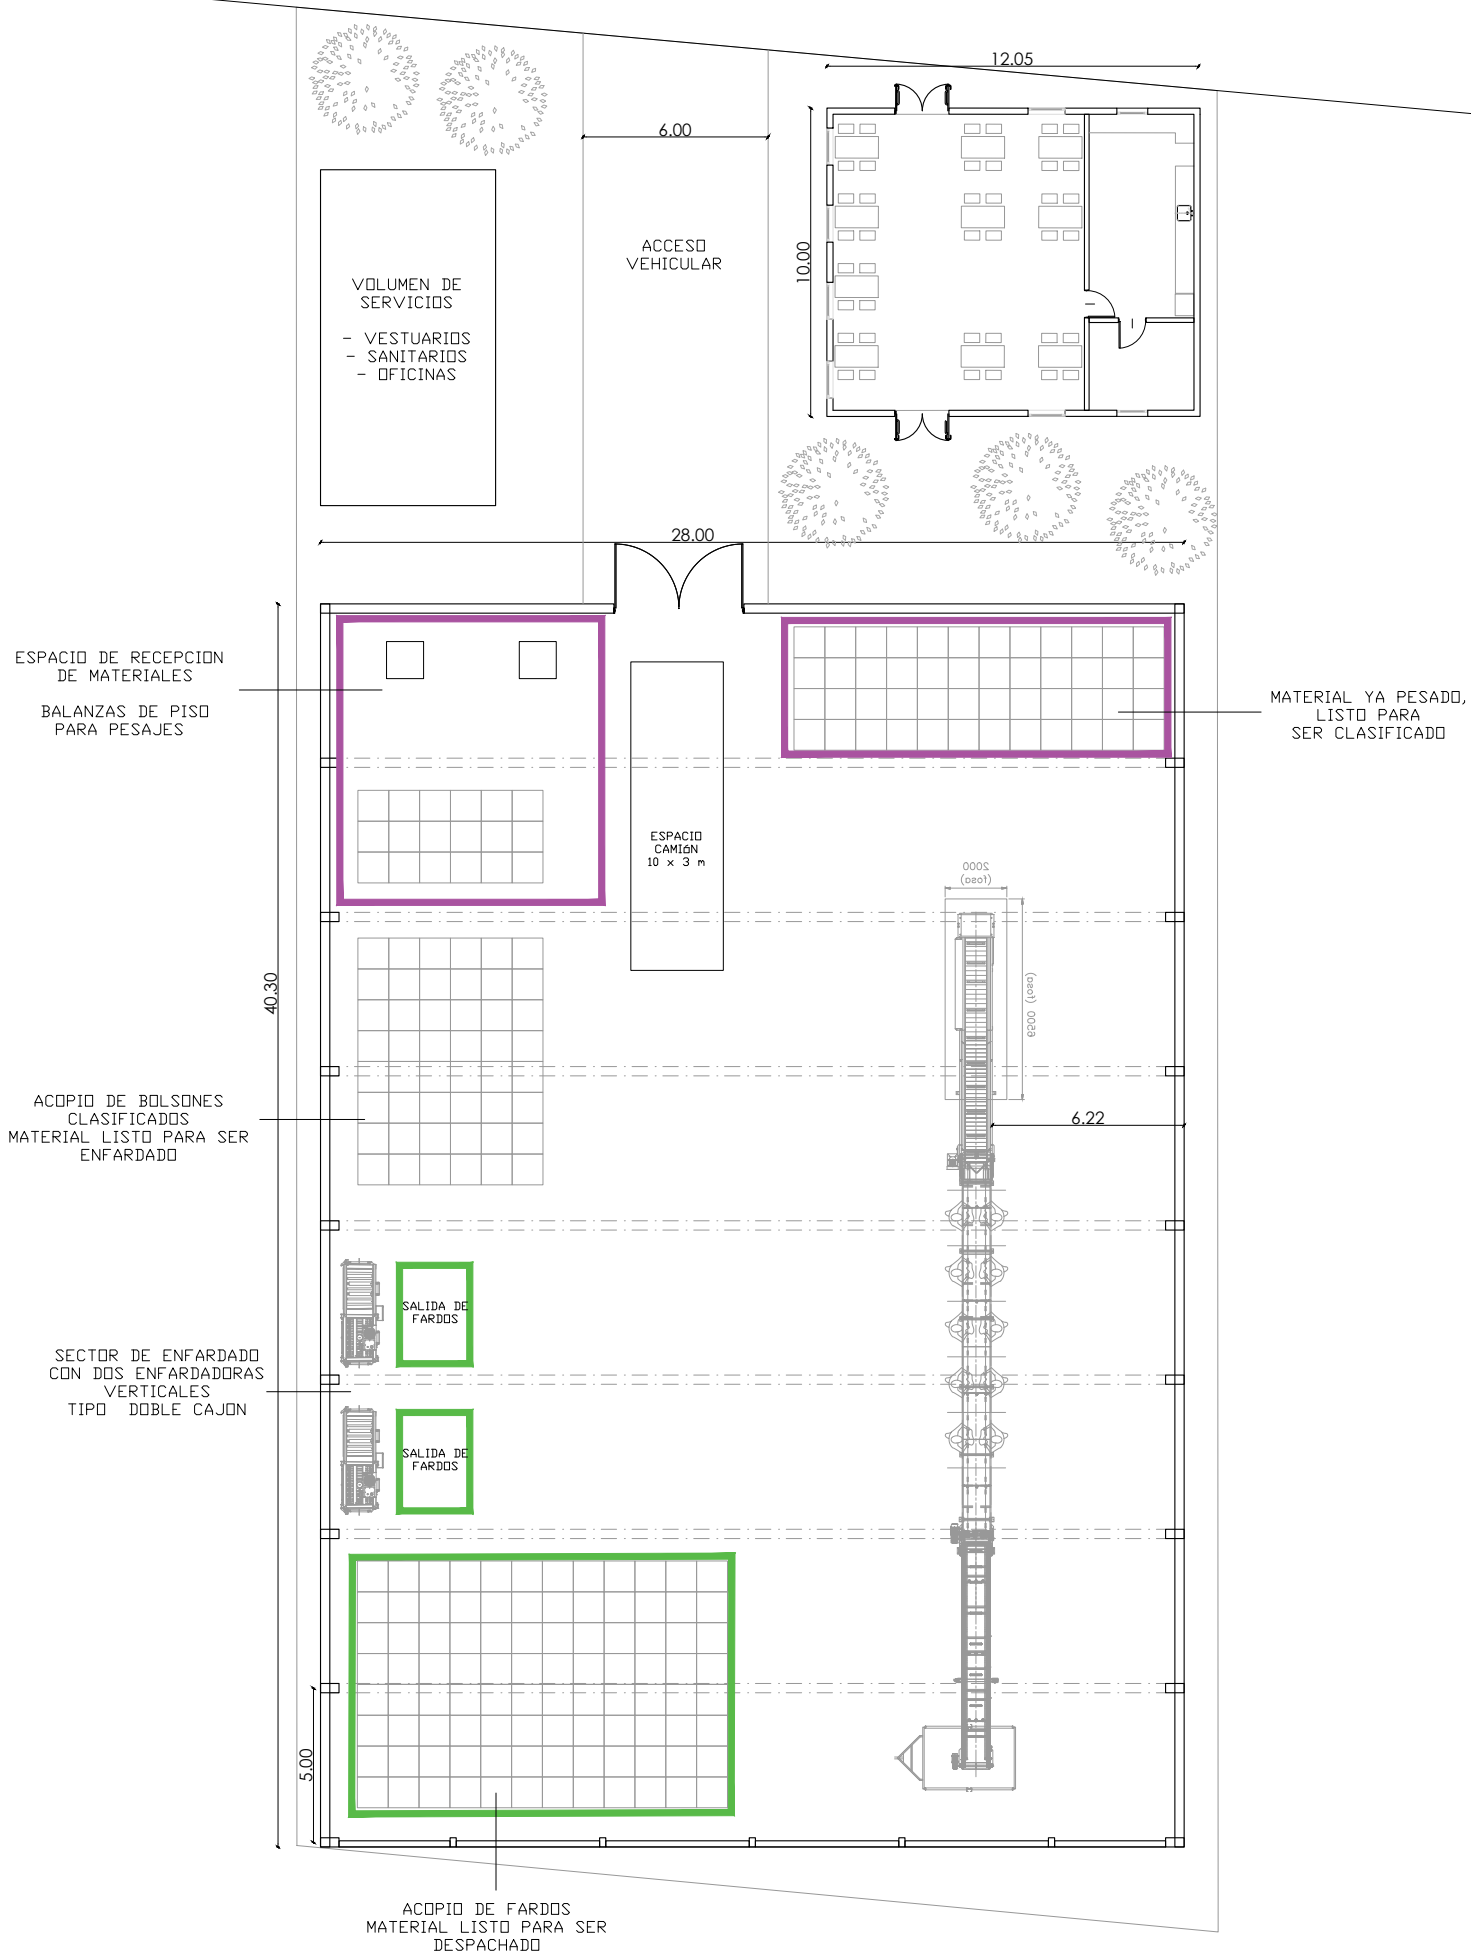 12.05
6.00
ACCESO
VEHICULAR
10.00
VOLUMEN DE
SERVICIOS
- VESTUARIOS
- SANITARIOS
- OFICINAS
28.00
ESPACIO DE RECEPCION
DE MATERIALES
BALANZAS DE PISO
PARA PESAJES
MATERIAL YA PESADO,
LISTO PARA
SER CLASIFICADO
ESPACIO
CAMIóN
10 x 3 m
2000
(fosa)
6500 (fosa)
40.30
ACOPIO DE BOLSONES
CLASIFICADOS
MATERIAL LISTO PARA SER
ENFARDADO
6.22
SALIDA DE
FARDOS
SECTOR DE ENFARDADO
CON DOS ENFARDADORAS
VERTICALES
TIPO DOBLE CAJON
SALIDA DE
FARDOS
5.00
ACOPIO DE FARDOS
MATERIAL LISTO PARA SER
DESPACHADO